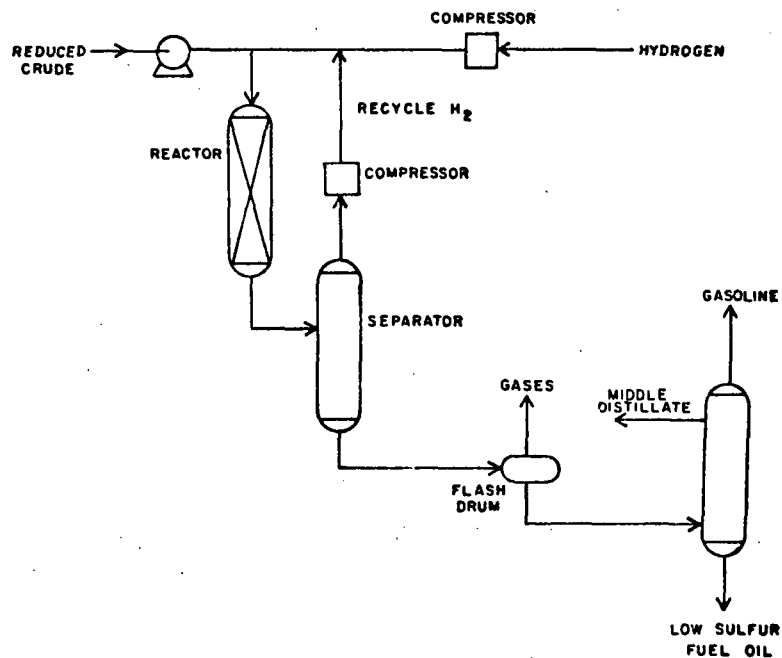 COMPRESSOR
REDUCED
CRUDE
HYDROGEN
RECYCLE H₂
REACTOR
COMPRESSOR
SEPARATOR
GASOLINE
GASES
MIDDLE
DISTILLATE
FLASH
DRUM
LOW SULFUR
FUEL OIL